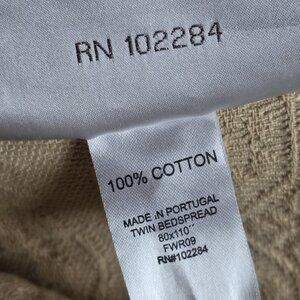 RN 102284
100% COTTON
MADE IN PORTUGAL
TWIN BEDSPREAD
80x110"
FWR09
RN#102284